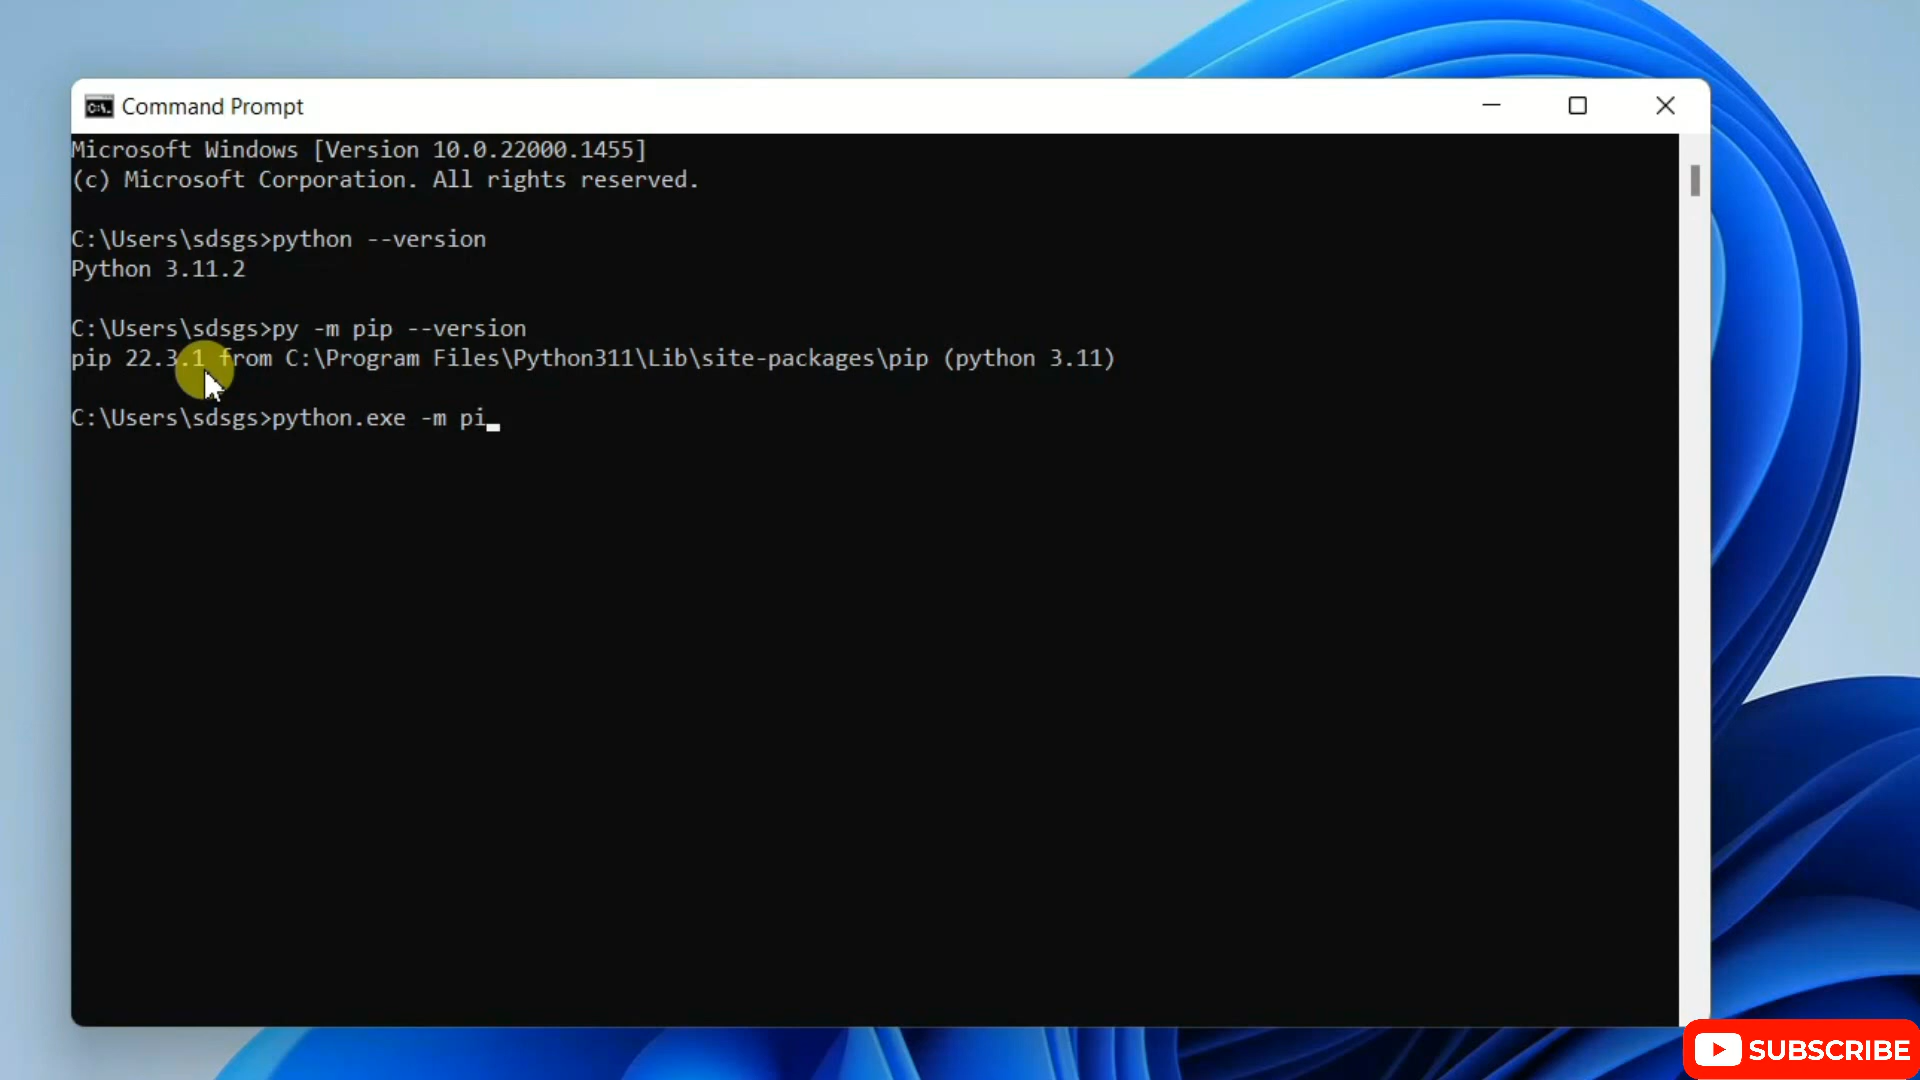 Command Prompt
Microsoft Windows [Version 10.0.22000.1455]
(c) Microsoft Corporation. All rights reserved.
C:\Users\sdsgs>python --version
Python 3.11.2
C:\Users\sdsgs>py -m pip --version
pip 22.3.1 from C:\Program Files\Python311\Lib\site-packages\pip (python 3.11)
C:\Users\sdsgs>python.exe -m pi_
SUBSCRIBE